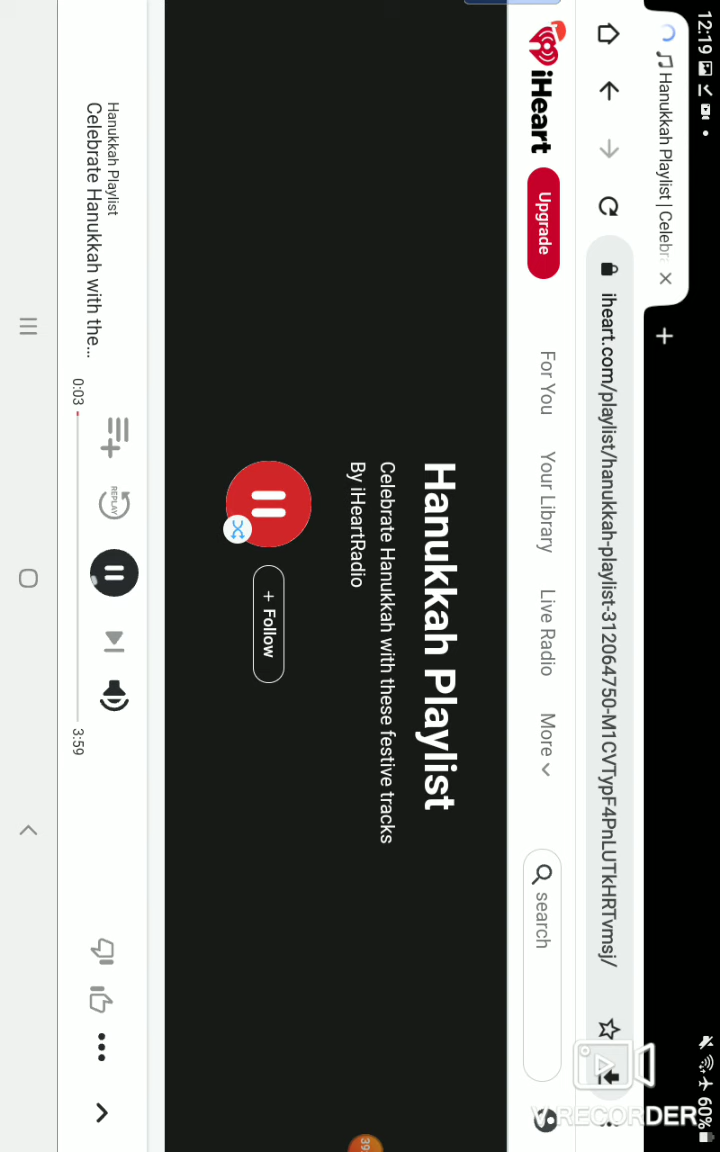 12:19
60%
Hanukkah Playlist | Celebr
iheart.com/playlist/hanukkah-playlist-312064750-M1CVTypF4PnLUTkHRTvmsj/
iHeart
Upgrade
For You
Your Library
Live Radio
More
search
RECORDER
Hanukkah Playlist
Celebrate Hanukkah with these festive tracks
By iHeartRadio
+ Follow
Hanukkah Playlist
Celebrate Hanukkah with the...
REPLAY
0:03
3:59
39